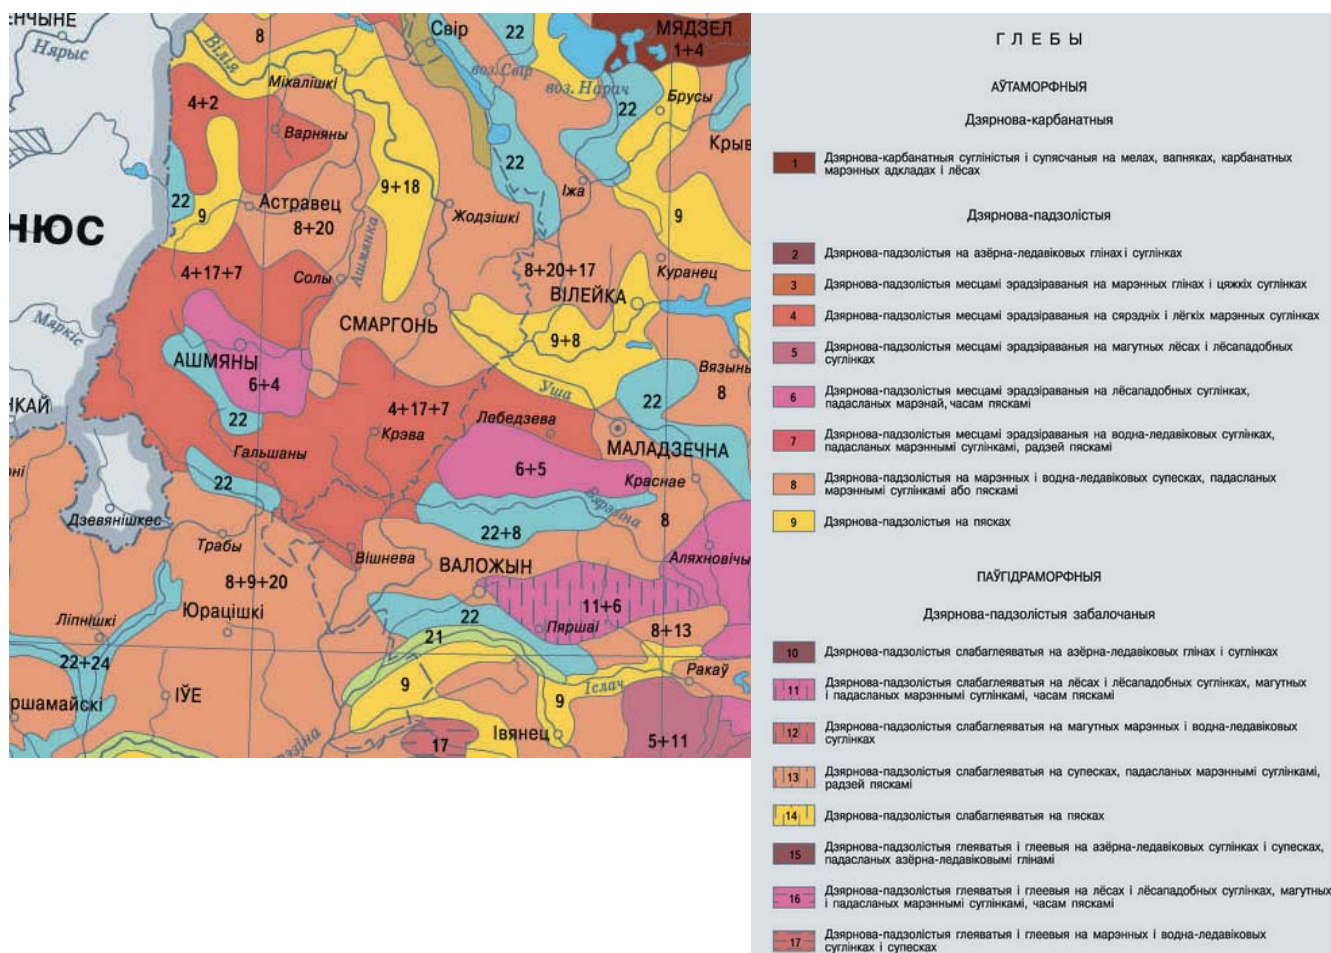 Нярыс
Вілія
8
Свір
22
МЯДЗЕЛ
1+4
Міхалішкі
воз. Свір
воз. Нарач
22
Брусы
4+2
Варняны
Крыв
22
9+18
22
9
Астравец
8+20
Іжа
9
Жодзішкі
НЮС
4+17+7
Солы
Ашмянка
8+20+17
Куранец
ВІЛЕЙКА
Мяркіс
СМАРГОНЬ
9+8
АШМЯНЫ
6+4
Уша
Вязынь
8
22
22
4+17+7
Лебедзева
Крэва
МАЛАДЗЕЧНА
Гальшаны
22
6+5
Краснае
Дзевянішкес
22+8
8
Трабы
Вішнева
ВАЛОЖЫН
Аляхновічы
8+9+20
Юрацішкі
11+6
Ліпнішкі
22
21
Пяршаі
8+13
22+24
Ракаў
ршамайскі
ІЎЕ
9
9
Іслач
17
Івянец
5+11
ГЛЕБЫ
АЎТАМОРФНЫЯ
Дзярнова-карбанатныя
1 Дзярнова-карбанатныя сугліністыя і супясчаныя на мелах, вапняках, карбанатных
марэнных адкладах і лёсах
Дзярнова-падзолістыя
2 Дзярнова-падзолістыя на азёрна-ледавіковых глінах і суглінках
3 Дзярнова-падзолістыя месцамі эрадзіраваныя на марэнных глінах і цяжкіх суглінках
4 Дзярнова-падзолістыя месцамі эрадзіраваныя на сярэдніх і лёгкіх марэнных суглінках
5 Дзярнова-падзолістыя месцамі эрадзіраваныя на магутных лёсах і лёсападобных
суглінках
6 Дзярнова-падзолістыя месцамі эрадзіраваныя на лёсападобных суглінках,
падасланых марэнай, часам пяскамі
7 Дзярнова-падзолістыя месцамі эрадзіраваныя на водна-ледавіковых суглінках,
падасланых марэннымі суглінкамі, радзей пяскамі
8 Дзярнова-падзолістыя на марэнных і водна-ледавіковых супесках, падасланых
марэннымі суглінкамі або пяскамі
9 Дзярнова-падзолістыя на пясках
ПАЎГІДРАМОРФНЫЯ
Дзярнова-падзолістыя забалочаныя
10 Дзярнова-падзолістыя слабаглеяватыя на азёрна-ледавіковых глінах і суглінках
11 Дзярнова-падзолістыя слабаглеяватыя на лёсах і лёсападобных суглінках, магутных
і падасланых марэннымі суглінкамі, часам пяскамі
12 Дзярнова-падзолістыя слабаглеяватыя на магутных марэнных і водна-ледавіковых
суглінках
13 Дзярнова-падзолістыя слабаглеяватыя на супесках, падасланых марэннымі суглінкамі,
радзей пяскамі
14 Дзярнова-падзолістыя слабаглеяватыя на пясках
15 Дзярнова-падзолістыя глеяватыя і глеевыя на азёрна-ледавіковых суглінках і супесках,
падасланых азёрна-ледавіковымі глінамі
16 Дзярнова-падзолістыя глеяватыя і глеевыя на лёсах і лёсападобных суглінках, магутных
і падасланых марэннымі суглінкамі, часам пяскамі
17 Дзярнова-падзолістыя глеяватыя і глеевыя на марэнных і водна-ледавіковых
суглінках і супесках